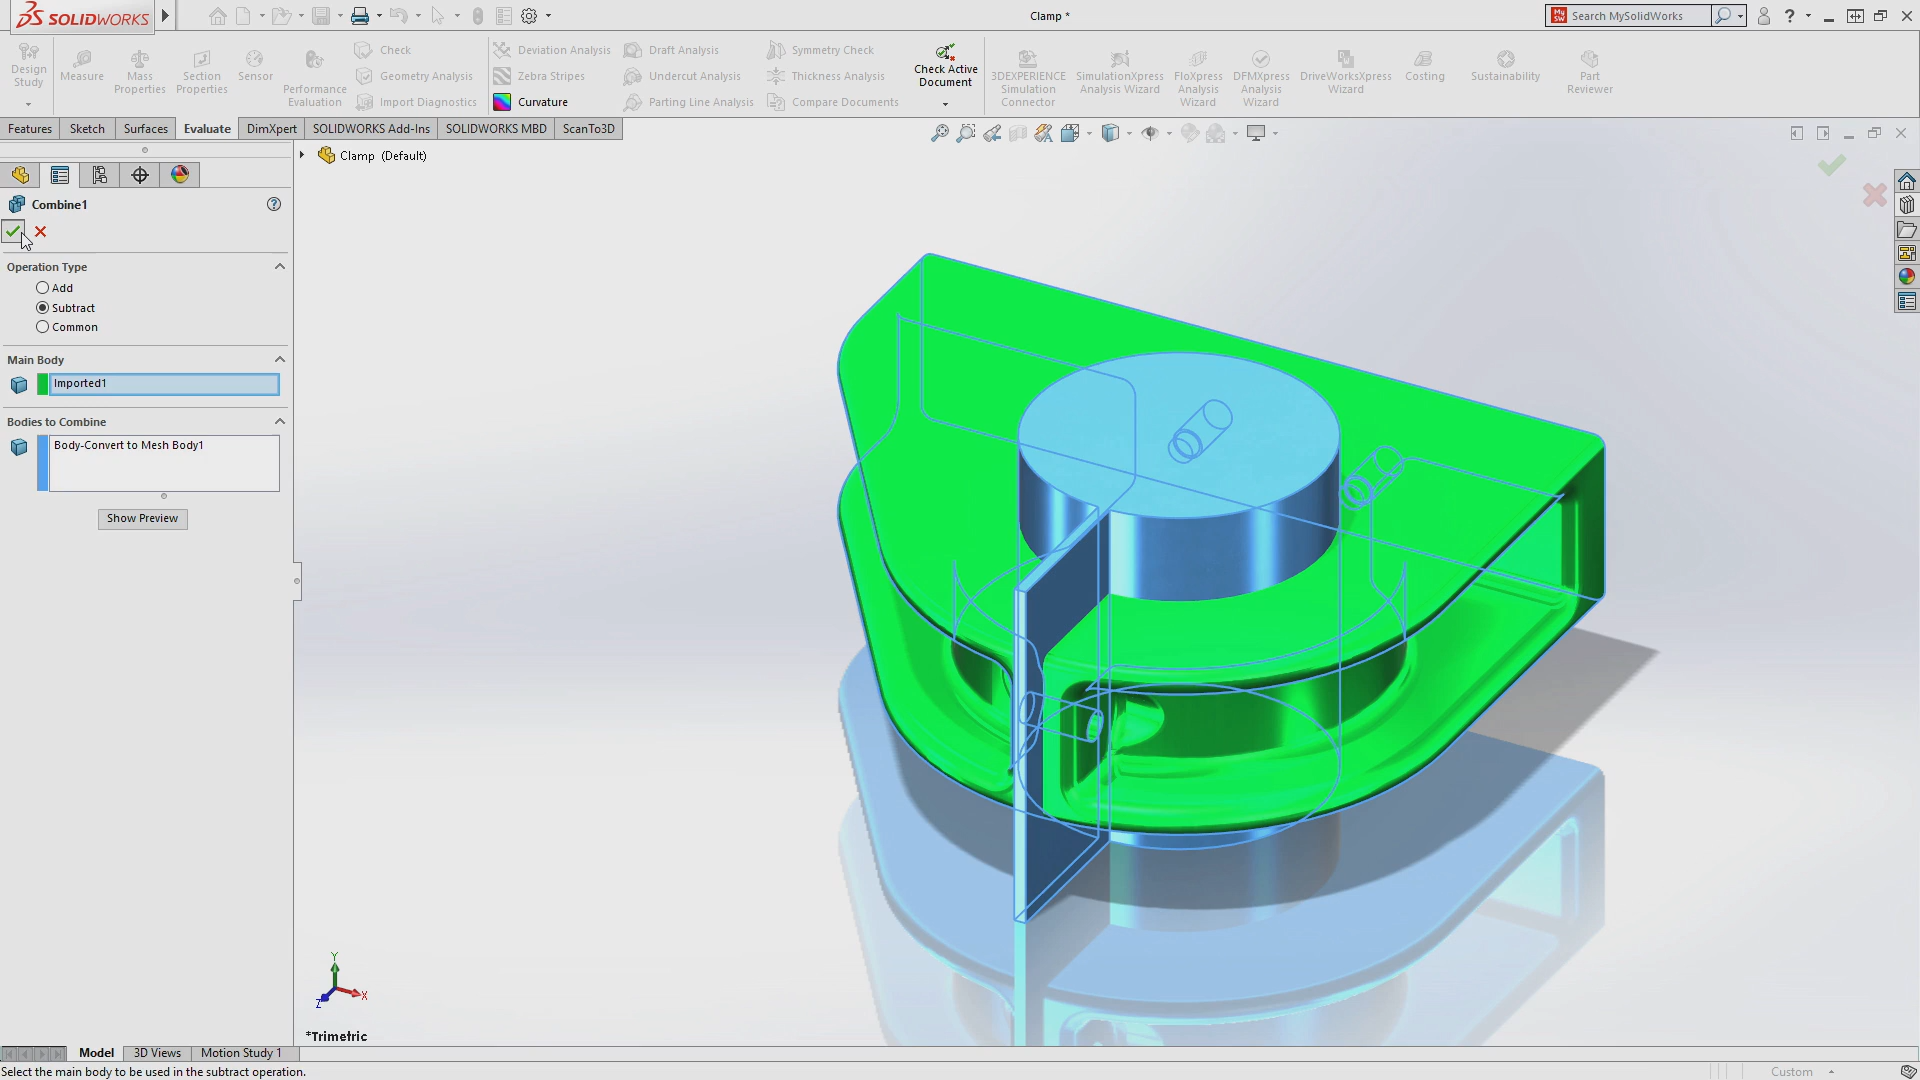 SOLIDWORKS
Clamp *
Search MySolidWorks
My
SW
?
Design
Study
Measure
Mass
Properties
Section
Properties
Sensor
Performance
Evaluation
Check
Geometry Analysis
Import Diagnostics
Deviation Analysis
Zebra Stripes
Curvature
Draft Analysis
Undercut Analysis
Parting Line Analysis
Symmetry Check
Thickness Analysis
Compare Documents
Check Active
Document
3DEXPERIENCE
Simulation
Connector
SimulationXpress
Analysis Wizard
FloXpress
Analysis
Wizard
DFMXpress
Analysis
Wizard
DriveWorksXpress
Wizard
Costing
Sustainability
Part
Reviewer
Features
Sketch
Surfaces
Evaluate
DimXpert
SOLIDWORKS Add-Ins
SOLIDWORKS MBD
ScanTo3D
Clamp (Default)
Combine1
?
Operation Type
Add
Subtract
Common
Main Body
Imported1
Bodies to Combine
Body-Convert to Mesh Body1
Show Preview
Y
X
Z
*Trimetric
Model
3D Views
Motion Study 1
Select the main body to be used in the subtract operation.
Custom